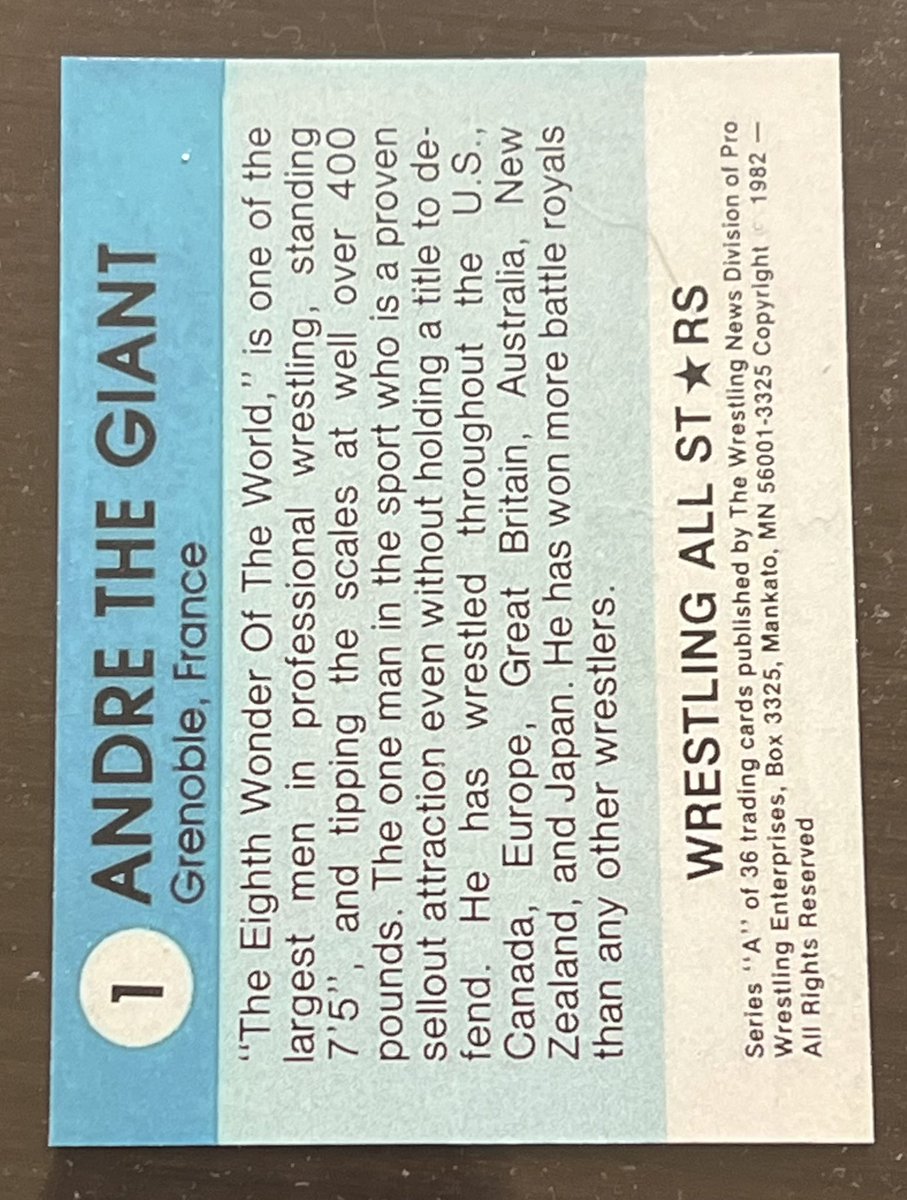 1
ANDRE THE GIANT
Grenoble, France
"The Eighth Wonder Of The World," is one of the
largest men in professional wrestling, standing
7'5", and tipping the scales at well over 400
pounds. The one man in the sport who is a proven
sellout attraction even without holding a title to de-
fend. He has wrestled throughout the U.S.,
Canada, Europe, Great Britain, Australia, New
Zealand, and Japan. He has won more battle royals
than any other wrestlers.
WRESTLING ALL ST★RS
Series "A" of 36 trading cards published by The Wrestling News Division of Pro
Wrestling Enterprises, Box 3325, Mankato, MN 56001-3325 Copyright © 1982 —
All Rights Reserved